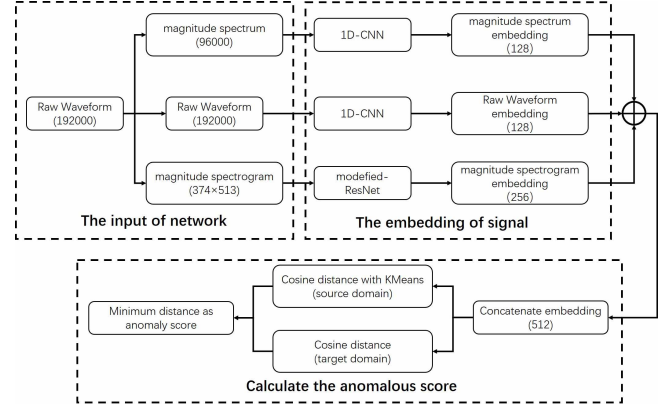 magnitude spectrum
(96000)
1D-CNN
magnitude spectrum
embedding
(128)
Raw Waveform
(192000)
Raw Waveform
(192000)
1D-CNN
Raw Waveform
embedding
(128)
magnitude spectrogram
(374×513)
modefied-
ResNet
magnitude spectrogram
embedding
(256)
The input of network
The embedding of signal
Cosine distance with KMeans
(source domain)
Minimum distance as
anomaly score
Concatenate embedding
(512)
Cosine distance
(target domain)
Calculate the anomalous score